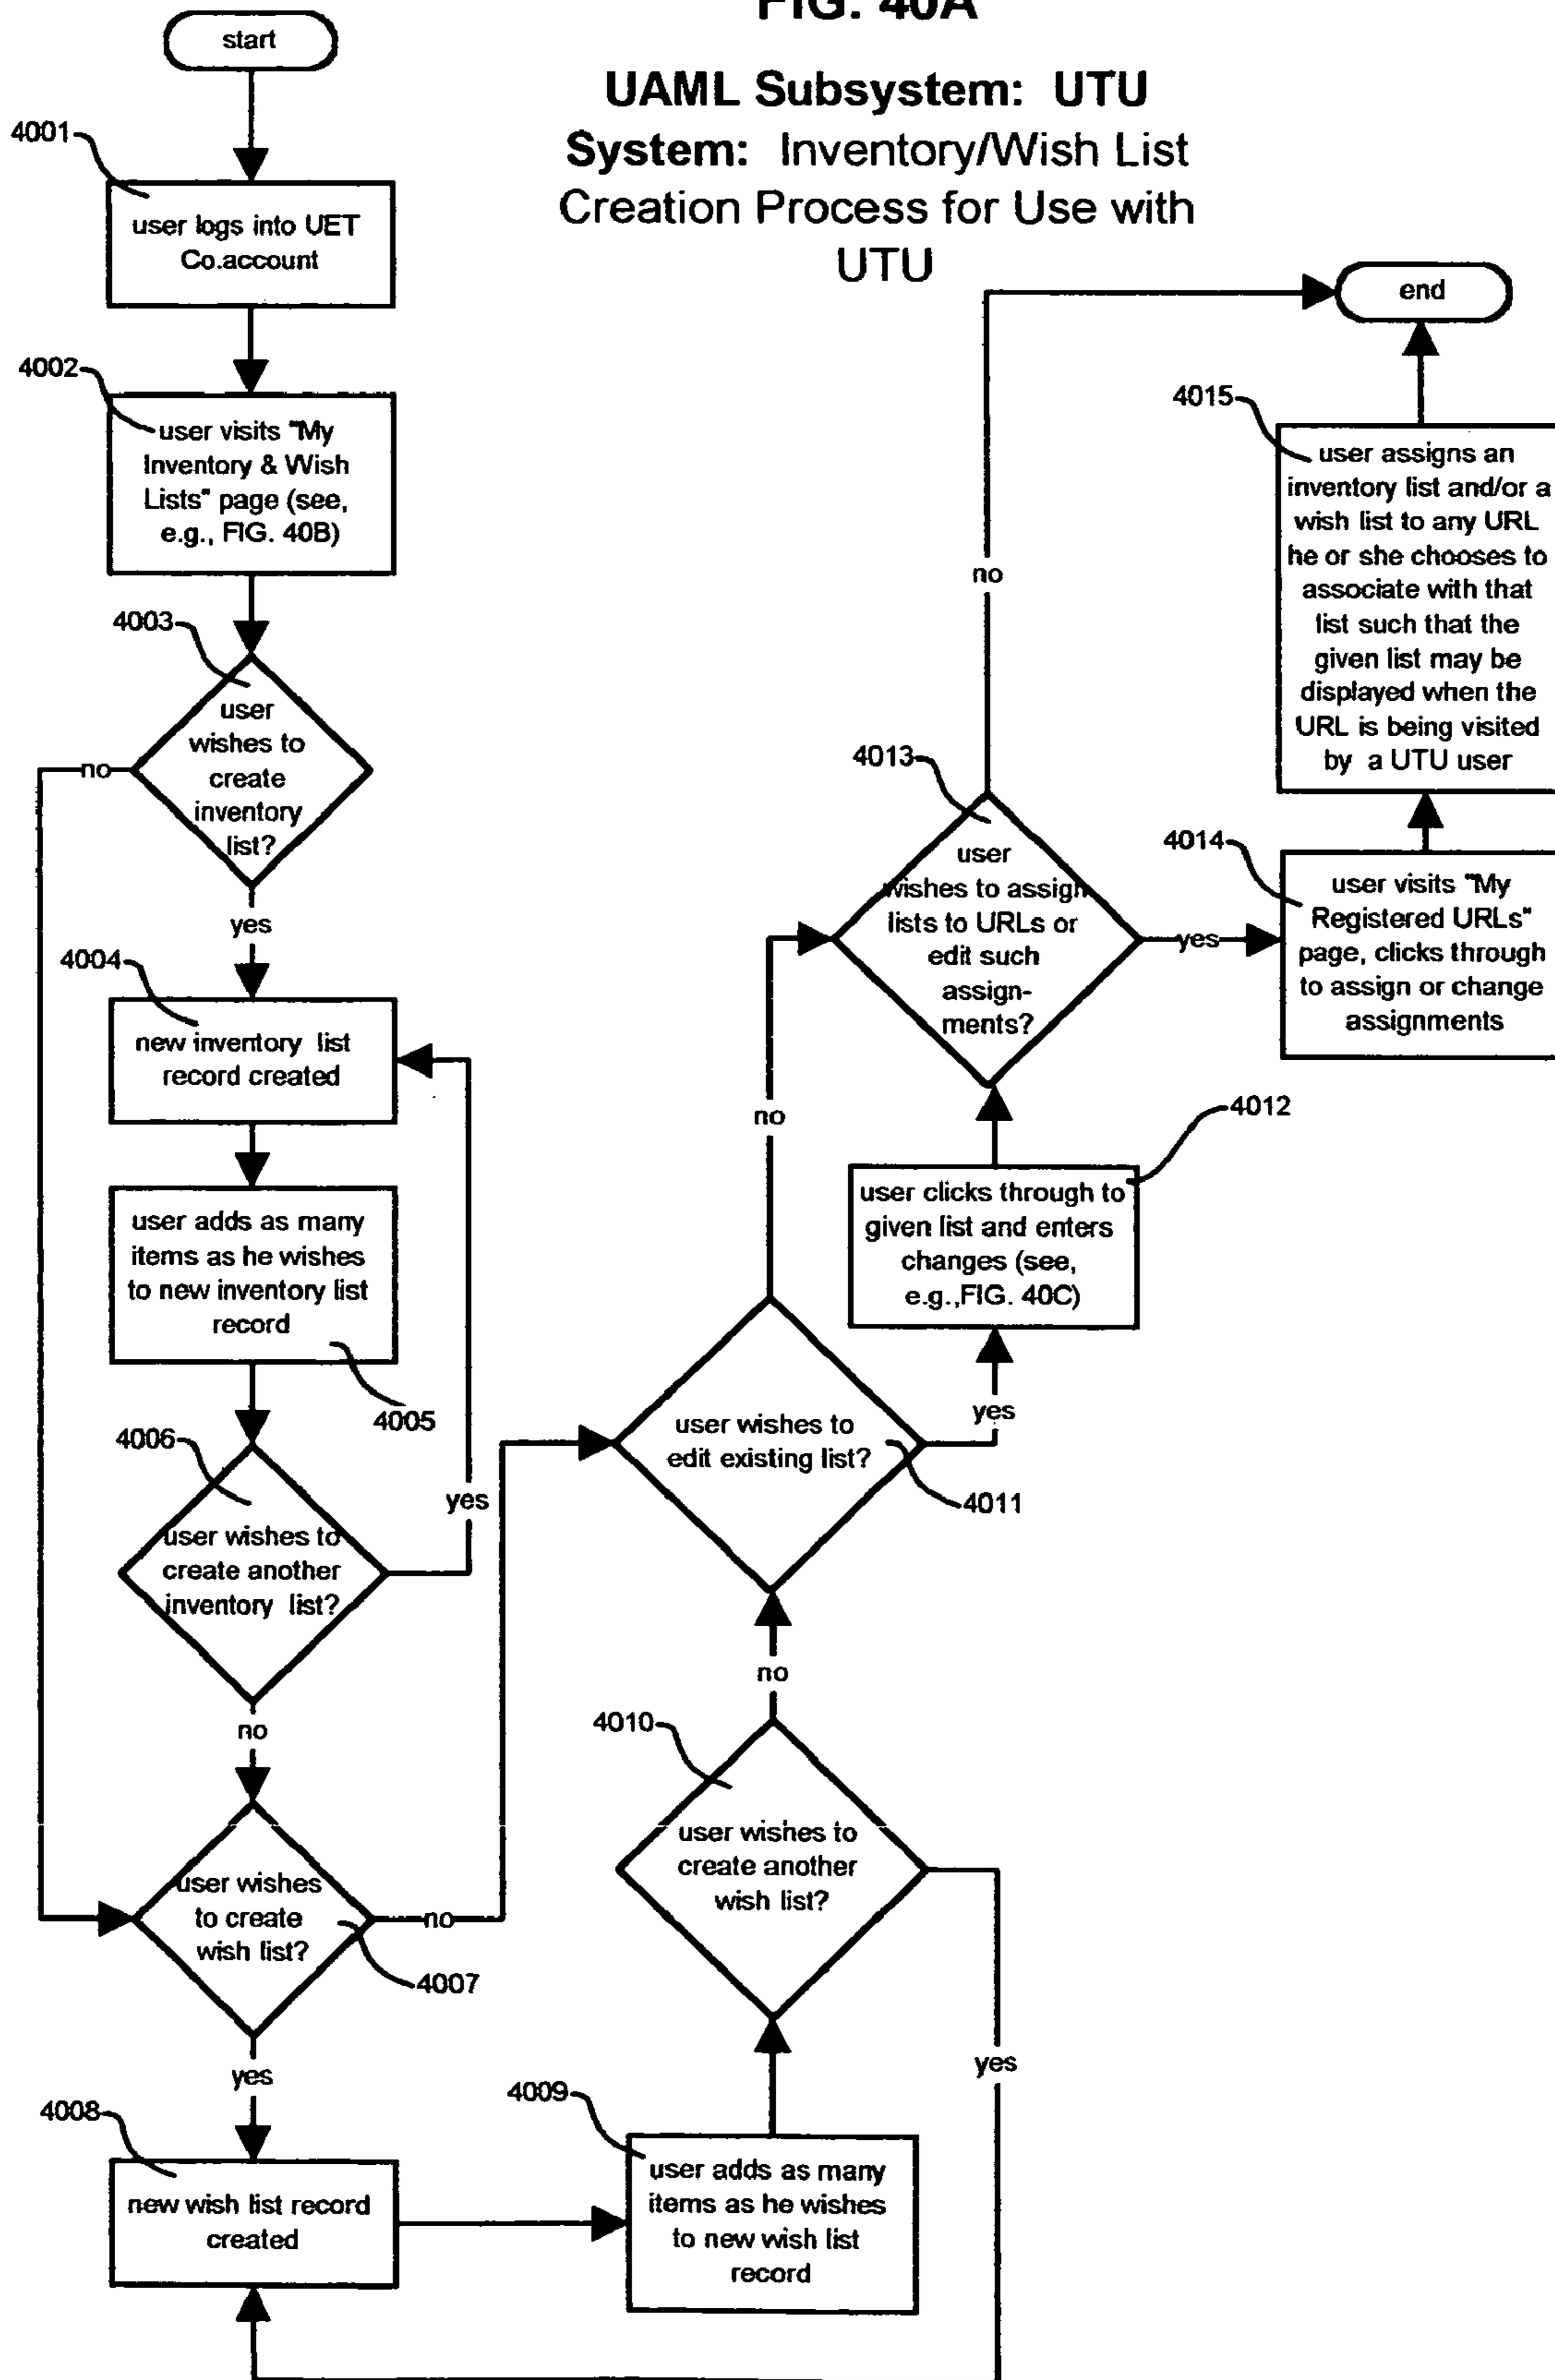 FIG. 40A
UAML Subsystem: UTU
System: Inventory/Wish List
Creation Process for Use with
UTU
start
4001
user logs into UET
Co.account
4002
user visits "My
Inventory & Wish
Lists" page (see,
e.g., FIG. 40B)
4003
user
wishes to
create
inventory
list?
no
yes
4004
new inventory list
record created
user adds as many
items as he wishes
to new inventory list
record
4005
4006
user wishes to
create another
inventory list?
yes
no
user wishes
to create
wish list?
no
4007
yes
4008
new wish list record
created
4009
user adds as many
items as he wishes
to new wish list
record
4010
user wishes to
create another
wish list?
yes
no
user wishes to
edit existing list?
4011
yes
no
4012
user clicks through to
given list and enters
changes (see,
e.g.,FIG. 40C)
4013
user
wishes to assign
lists to URLs or
edit such
assign-
ments?
no
yes
4014
user visits "My
Registered URLs"
page, clicks through
to assign or change
assignments
4015
user assigns an
inventory list and/or a
wish list to any URL
he or she chooses to
associate with that
list such that the
given list may be
displayed when the
URL is being visited
by a UTU user
end